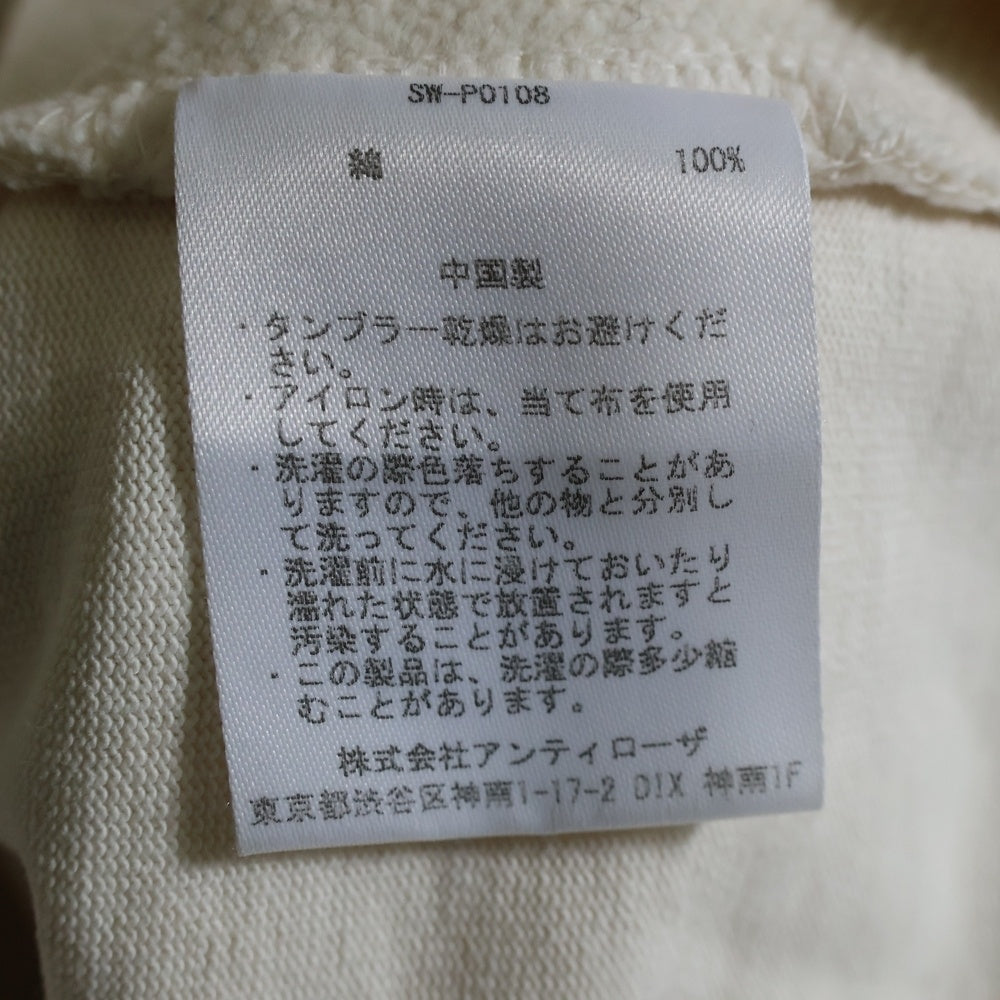 SW-P0108
綿 100%
中国製
・タンブラー乾燥はお避けくだ
さい。
・アイロン時は、当て布を使用
してください。
・洗濯の際色落ちすることがあ
りますので、他の物と分別し
て洗ってください。
・洗濯前に水に浸けておいたり
濡れた状態で放置されますと
汚染することがあります。
・この製品は、洗濯の際多少縮
むことがあります。
株式会社アンティローザ
東京都渋谷区神南1-17-2 DIX 神南1F